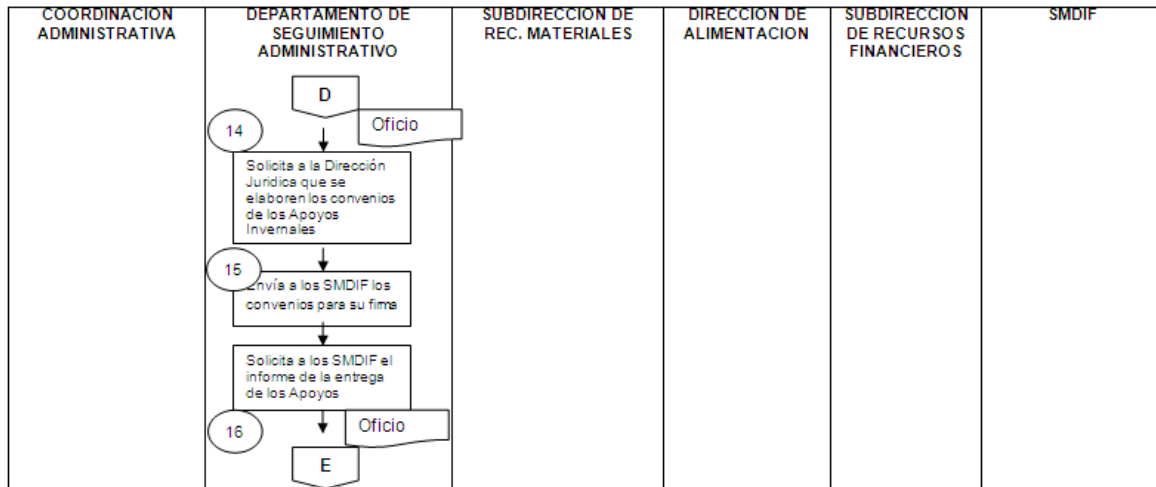 COORDINACION
ADMINISTRATIVA
DEPARTAMENTO DE
SEGUIMIENTO
ADMINISTRATIVO
SUBDIRECCION DE
REC. MATERIALES
DIRECCION DE
ALIMENTACION
SUBDIRECCION
DE RECURSOS
FINANCIEROS
SMDIF
D
Oficio
14
Solicita a la Dirección
Juridica que se
elaboren los convenios
de los Apoyos
Invernales
15
Envía a los SMDIF los
convenios para su firma
Solicita a los SMDIF el
informe de la entrega
de los Apoyos
16
Oficio
E